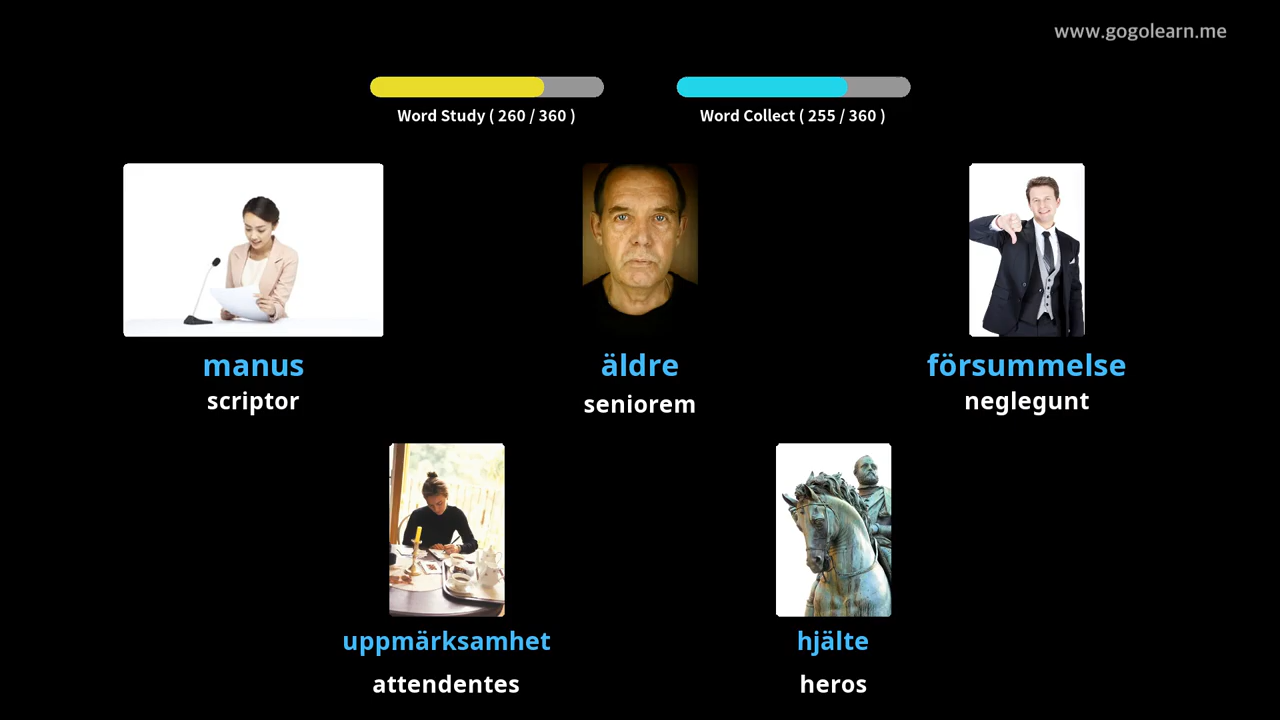 www.gogolearn.me
Word Study ( 260 / 360 )
Word Collect ( 255 / 360 )
manus
scriptor
äldre
seniorem
försummelse
neglegunt
uppmärksamhet
attendentes
hjälte
heros